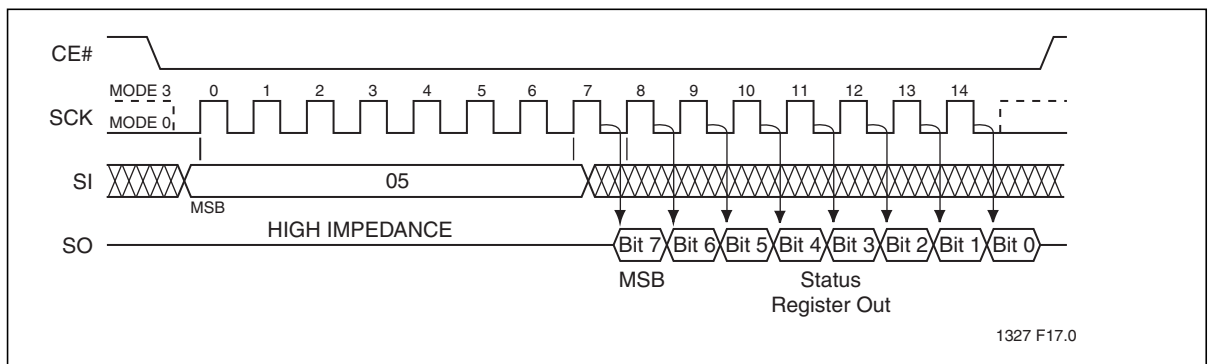 CE#
MODE 3 0 1 2 3 4 5 6 7 8 9 10 11 12 13 14
SCK MODE 0
SI 05
MSB
HIGH IMPEDANCE
SO Bit 7 Bit 6 Bit 5 Bit 4 Bit 3 Bit 2 Bit 1 Bit 0
MSB Status
Register Out
1327 F17.0